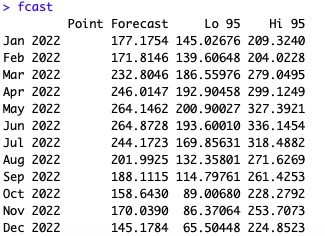 > fcast
Point Forecast Lo 95 Hi 95
Jan 2022 177.1754 145.02676 209.3240
Feb 2022 171.8146 139.60648 204.0228
Mar 2022 232.8046 186.55976 279.0495
Apr 2022 246.0147 192.90458 299.1249
May 2022 264.1462 200.90027 327.3921
Jun 2022 264.8728 193.60010 336.1454
Jul 2022 244.1723 169.85631 318.4882
Aug 2022 201.9925 132.35801 271.6269
Sep 2022 188.1115 114.79761 261.4253
Oct 2022 158.6430 89.00680 228.2792
Nov 2022 170.0390 86.37064 253.7073
Dec 2022 145.1784 65.50448 224.8523